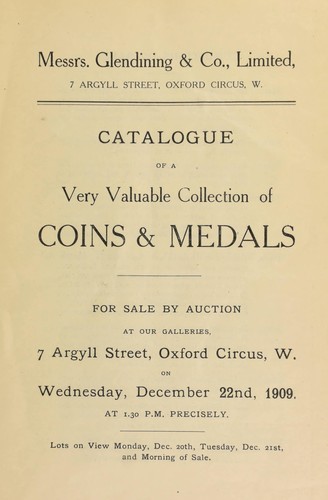 Messrs. Glendining & Co., Limited,
7 ARGYLL STREET, OXFORD CIRCUS, W.
CATALOGUE
OF A
Very Valuable Collection of
COINS & MEDALS
FOR SALE BY AUCTION
AT OUR GALLERIES,
7 Argyll Street, Oxford Circus, W.
ON
Wednesday, December 22nd, 1909.
AT 1.30 P.M. PRECISELY.
Lots on View Monday, Dec. 20th, Tuesday, Dec. 21st,
and Morning of Sale.